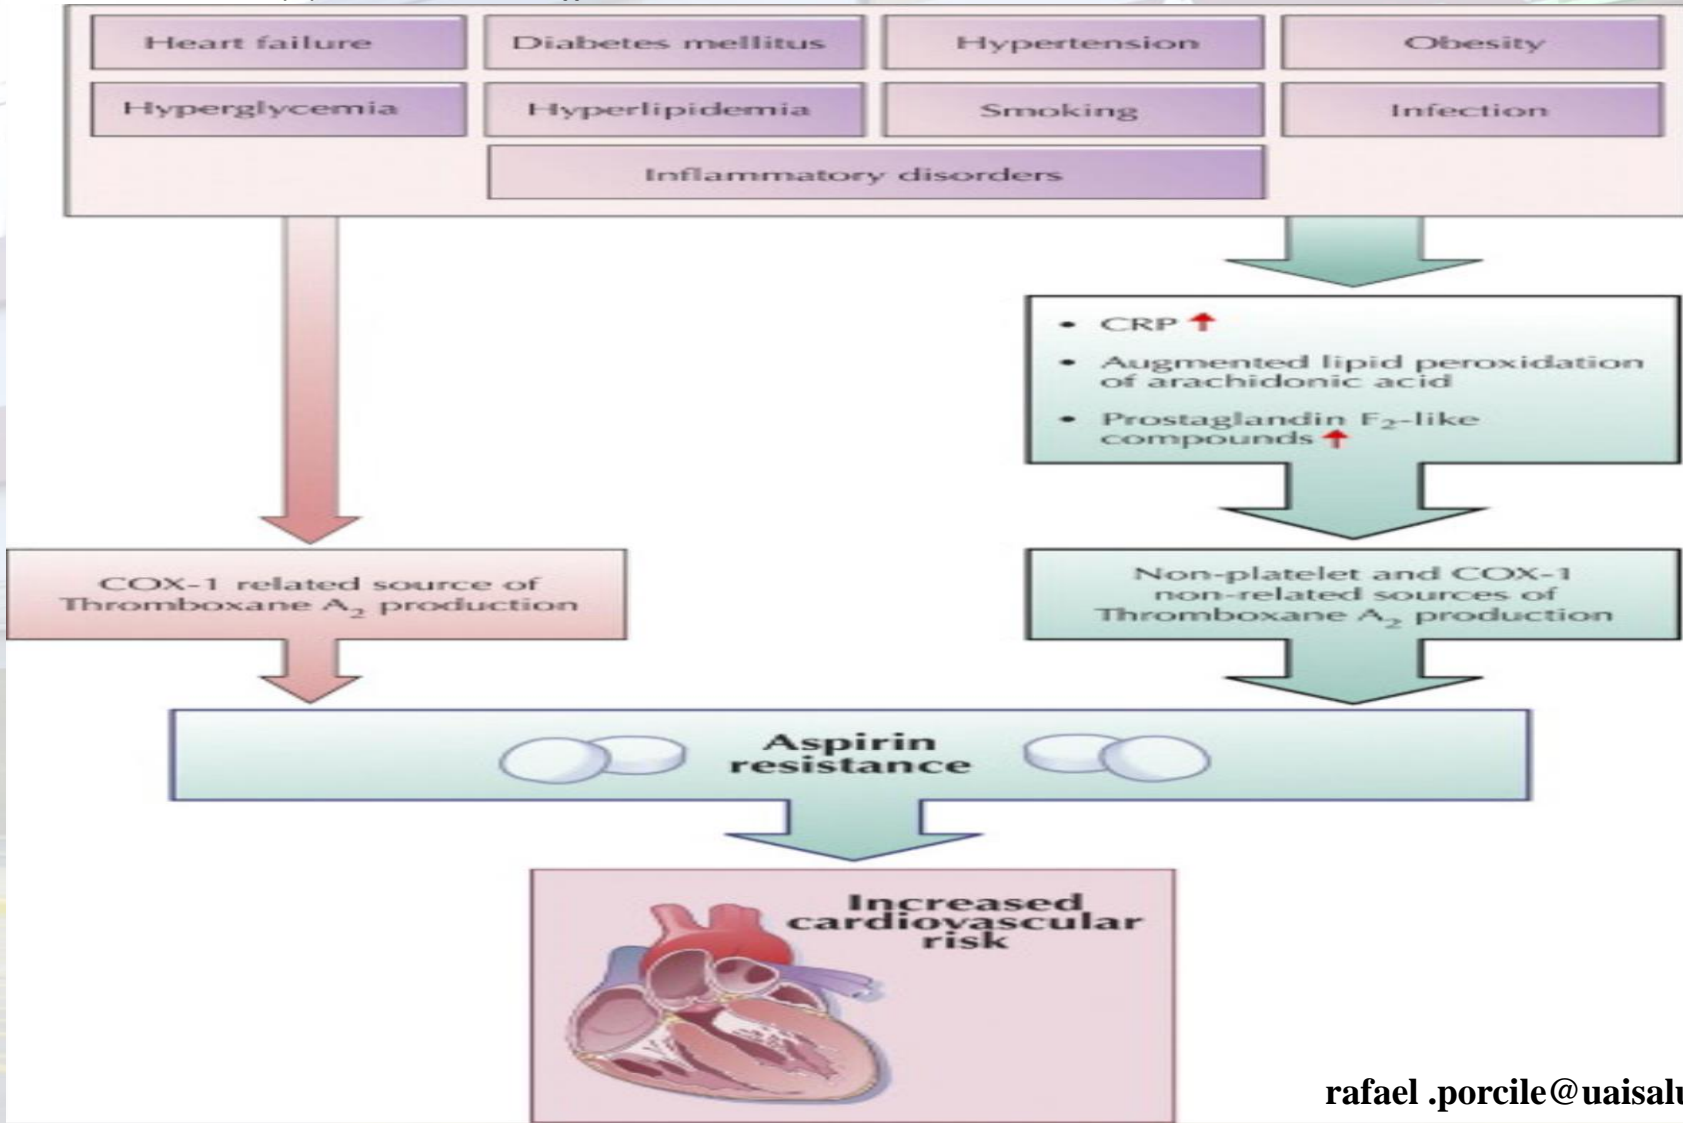 Heart failure
Diabetes mellitus
Hypertension
Obesity
Hyperglycemia
Hyperlipidemia
Smoking
Infection
Inflammatory disorders
• CRP ↑
• Augmented lipid peroxidation
of arachidonic acid
• Prostaglandin F₂-like
compounds ↑
COX-1 related source of
Thromboxane A₂ production
Non-platelet and COX-1
non-related sources of
Thromboxane A₂ production
Aspirin
resistance
Increased
cardiovascular
risk
rafael .porcile@uaisalu